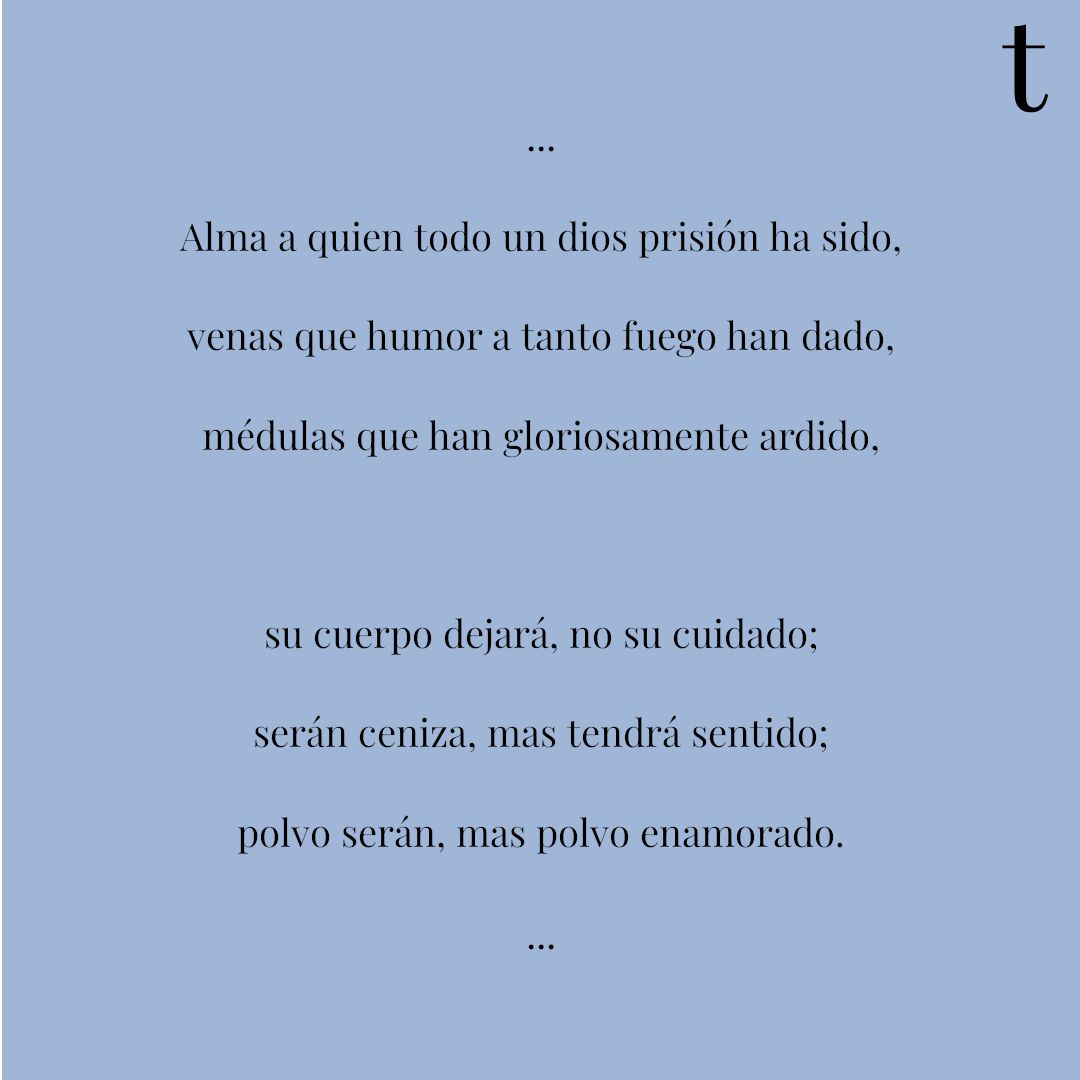 t
...
Alma a quien todo un dios prisión ha sido,
venas que humor a tanto fuego han dado,
médulas que han gloriosamente ardido,
su cuerpo dejará, no su cuidado;
serán ceniza, mas tendrá sentido;
polvo serán, mas polvo enamorado.
...